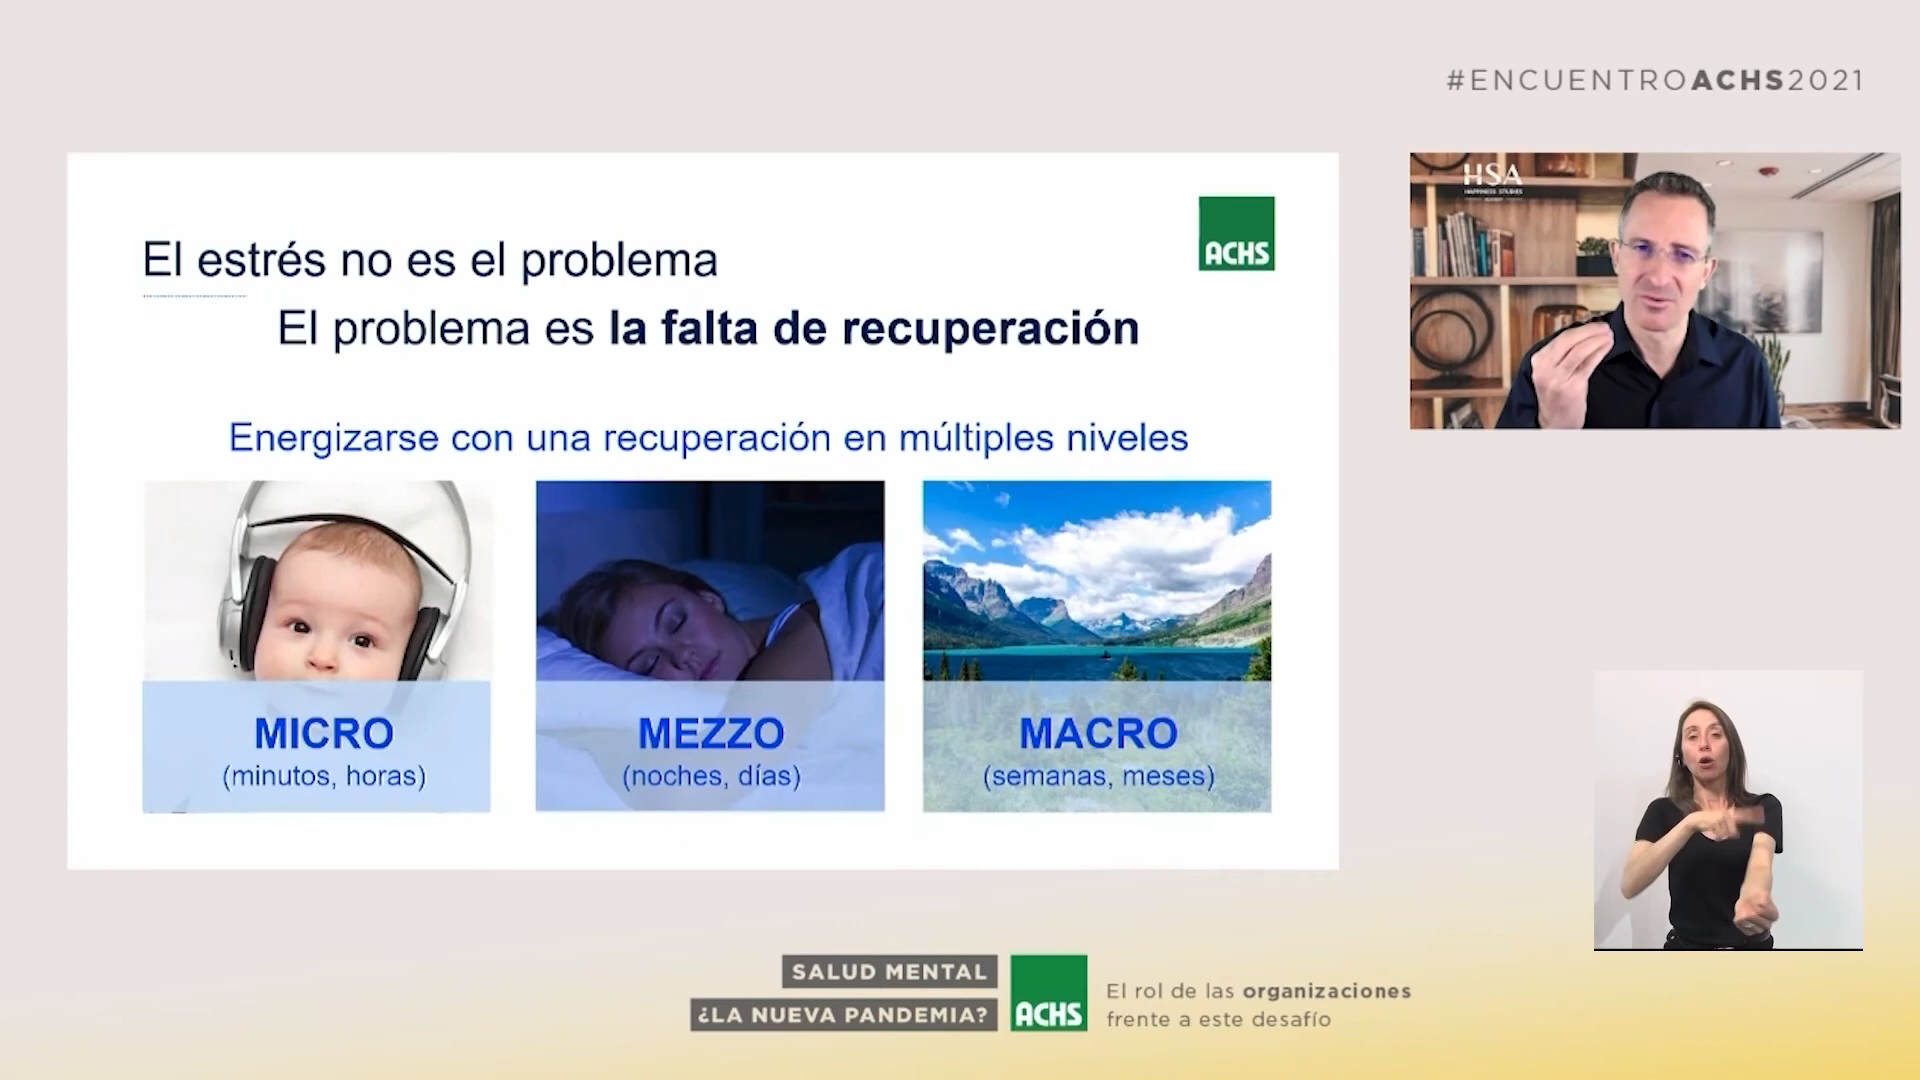 #ENCUENTROACHS2021
HSA
HAPPINESS STUDIES
ACHS
El estrés no es el problema
El problema es la falta de recuperación
Energizarse con una recuperación en múltiples niveles
MICRO
(minutos, horas)
MEZZO
(noches, días)
MACRO
(semanas, meses)
SALUD MENTAL
¿LA NUEVA PANDEMIA?
ACHS
El rol de las organizaciones
frente a este desafío